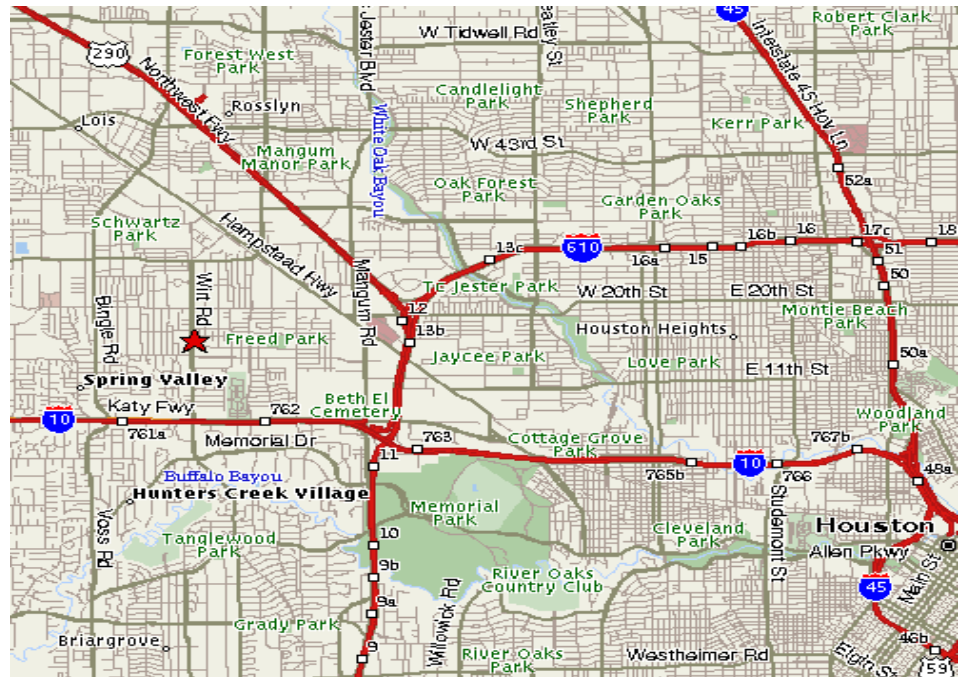 45
Robert Clark
Park
W Tidwell Rd
290
Forest West
Park
Interstate 45 Hov Ln
Northwest Fwy
Rosslyn
Candlelight
Park
Shepherd
Park
Lois
White Oak Bayou
Kerr Park
W 43rd St
Mangum
Manor Park
52a
Oak Forest
Park
Garden Oaks
Park
Schwartz
Park
Hempstead Hwy
13c
610
16a
15
16b
16
17c
18
51
50
Mangum Rd
Tc Jester Park
W 20th St
E 20th St
Bingle Rd
Witt Rd
12
13b
Montie Beach
Park
Houston Heights
Freed Park
Jaycee Park
Love Park
50a
E 11th St
Spring Valley
Beth El
Cemetery
Woodland
Park
Katy Fwy
762
10
761a
Memorial Dr
763
Cottage Grove
Park
767b
11
765b
10
766
48a
Buffalo Bayou
Hunters Creek Village
Memorial
Park
Voss Rd
Studemont St
Cleveland
Park
Houston
Tanglewood
Park
10
Allen Pkwy
9b
River Oaks
Country Club
45
Main St
9a
Willowick Rd
Grady Park
Briargrove
9
River Oaks
Park
Westheimer Rd
46b
Elgin St
59